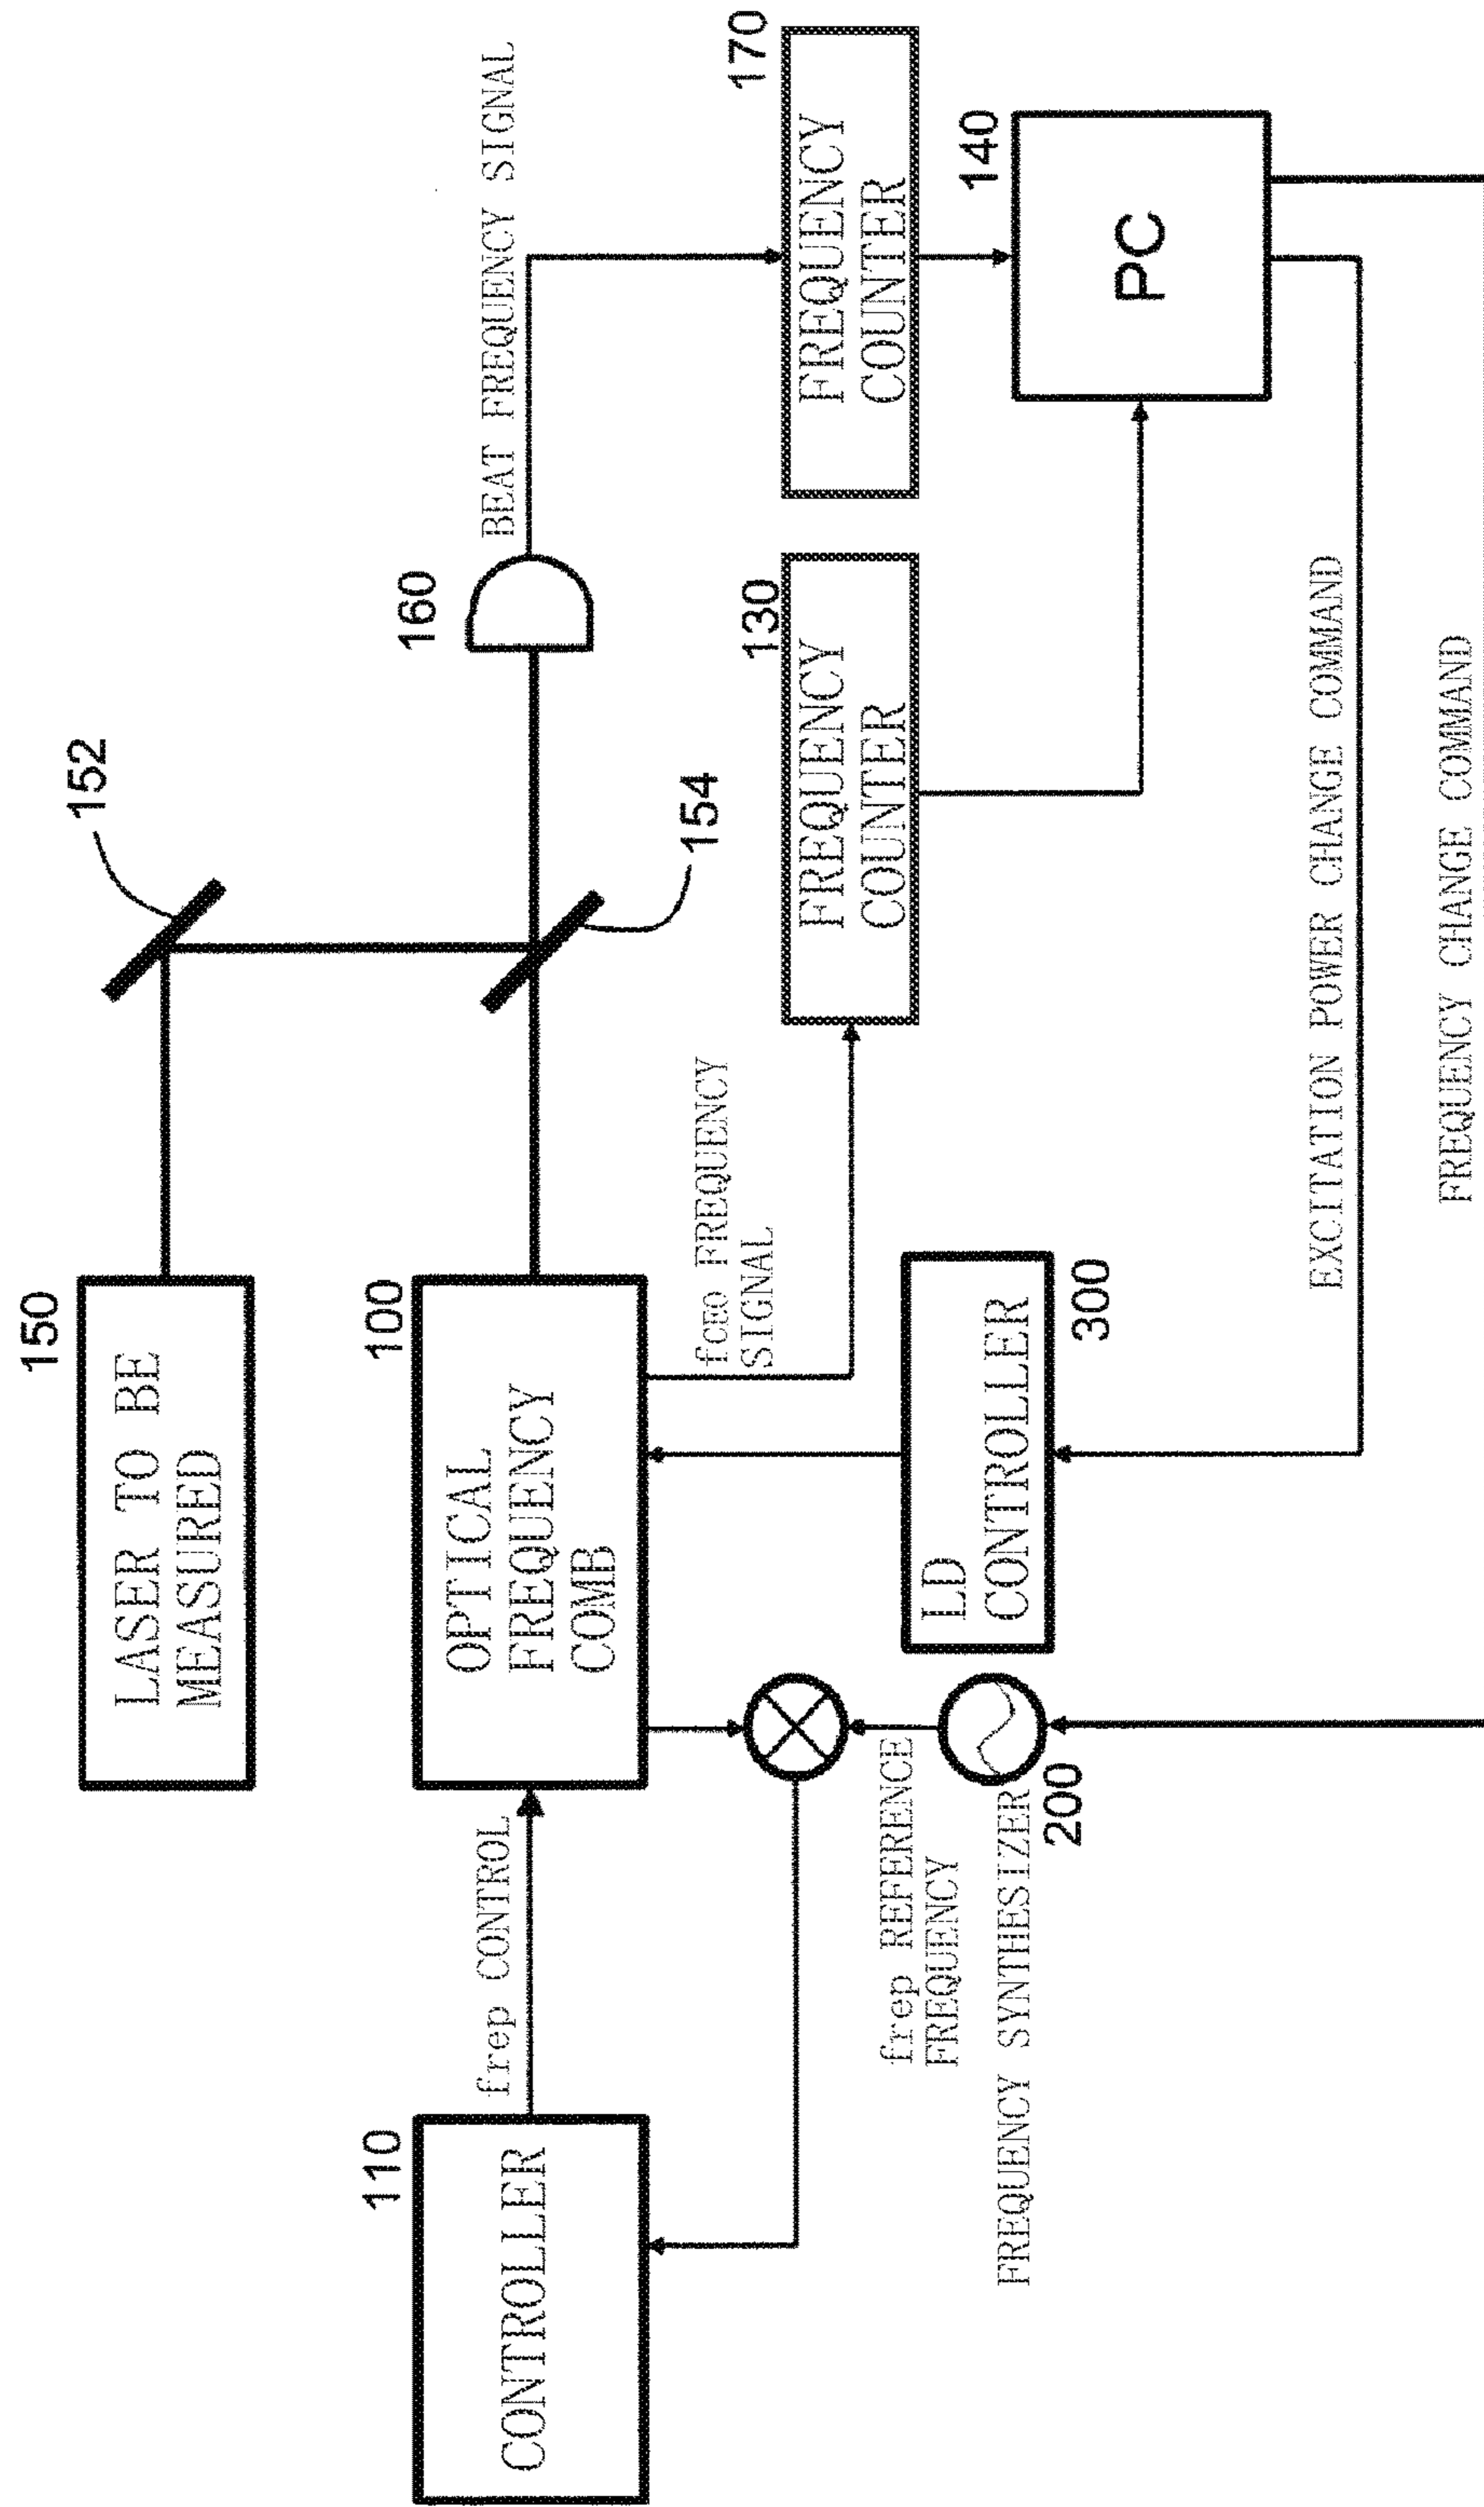 150
LASER TO BE
MEASURED
152
110
CONTROLLER
frep CONTROL
100
OPTICAL
FREQUENCY
COMB
154
160
BEAT FREQUENCY SIGNAL
fCEO FREQUENCY
SIGNAL
130
FREQUENCY
COUNTER
170
FREQUENCY
COUNTER
frep REFERENCE
FREQUENCY
FREQUENCY SYNTHESIZER
200
LD
CONTROLLER
300
140
PC
EXCITATION POWER CHANGE COMMAND
FREQUENCY CHANGE COMMAND